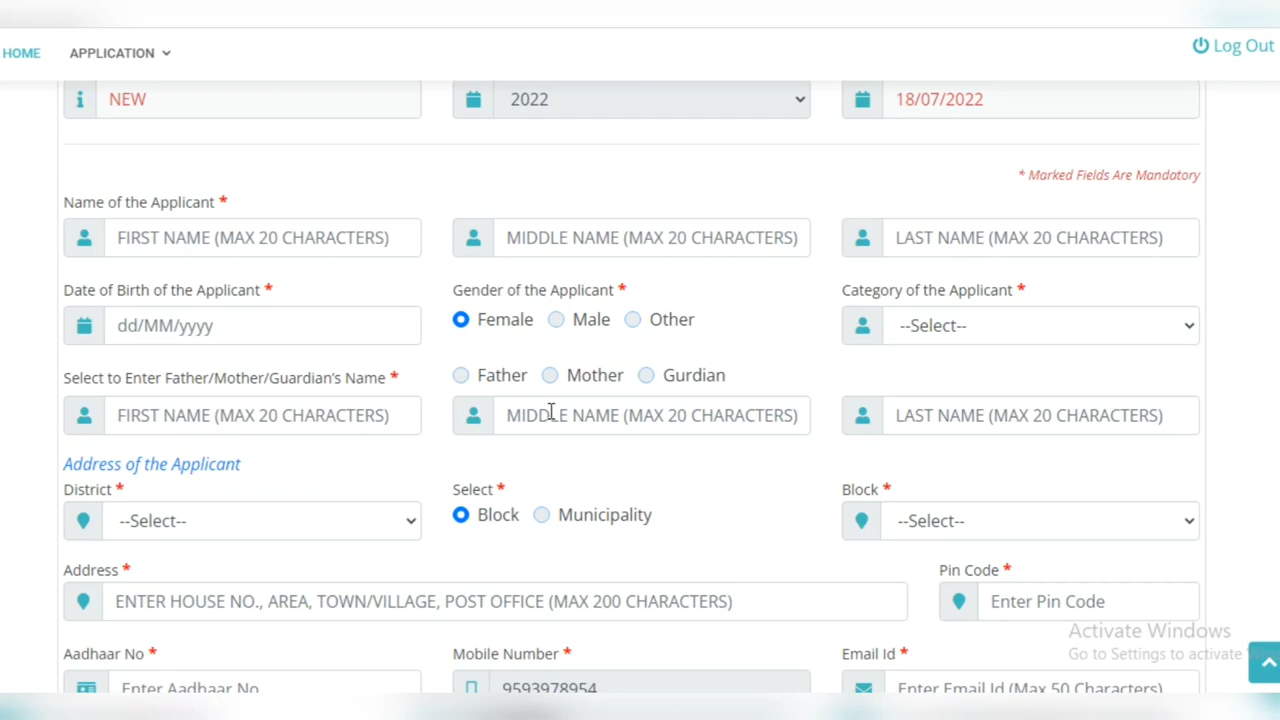 HOME APPLICATION Log Out
NEW 2022 18/07/2022
* Marked Fields Are Mandatory
Name of the Applicant *
FIRST NAME (MAX 20 CHARACTERS) MIDDLE NAME (MAX 20 CHARACTERS) LAST NAME (MAX 20 CHARACTERS)
Date of Birth of the Applicant * Gender of the Applicant * Category of the Applicant *
dd/MM/yyyy Female Male Other --Select--
Select to Enter Father/Mother/Guardian's Name * Father Mother Gurdian
FIRST NAME (MAX 20 CHARACTERS) MIDDLE NAME (MAX 20 CHARACTERS) LAST NAME (MAX 20 CHARACTERS)
Address of the Applicant
District * Select * Block *
--Select-- Block Municipality --Select--
Address * Pin Code *
ENTER HOUSE NO., AREA, TOWN/VILLAGE, POST OFFICE (MAX 200 CHARACTERS) Enter Pin Code
Activate Windows
Go to Settings to activate
Aadhaar No * Mobile Number * Email Id *
Enter Aadhaar No 9593978954 Enter Email Id (Max 50 Characters)